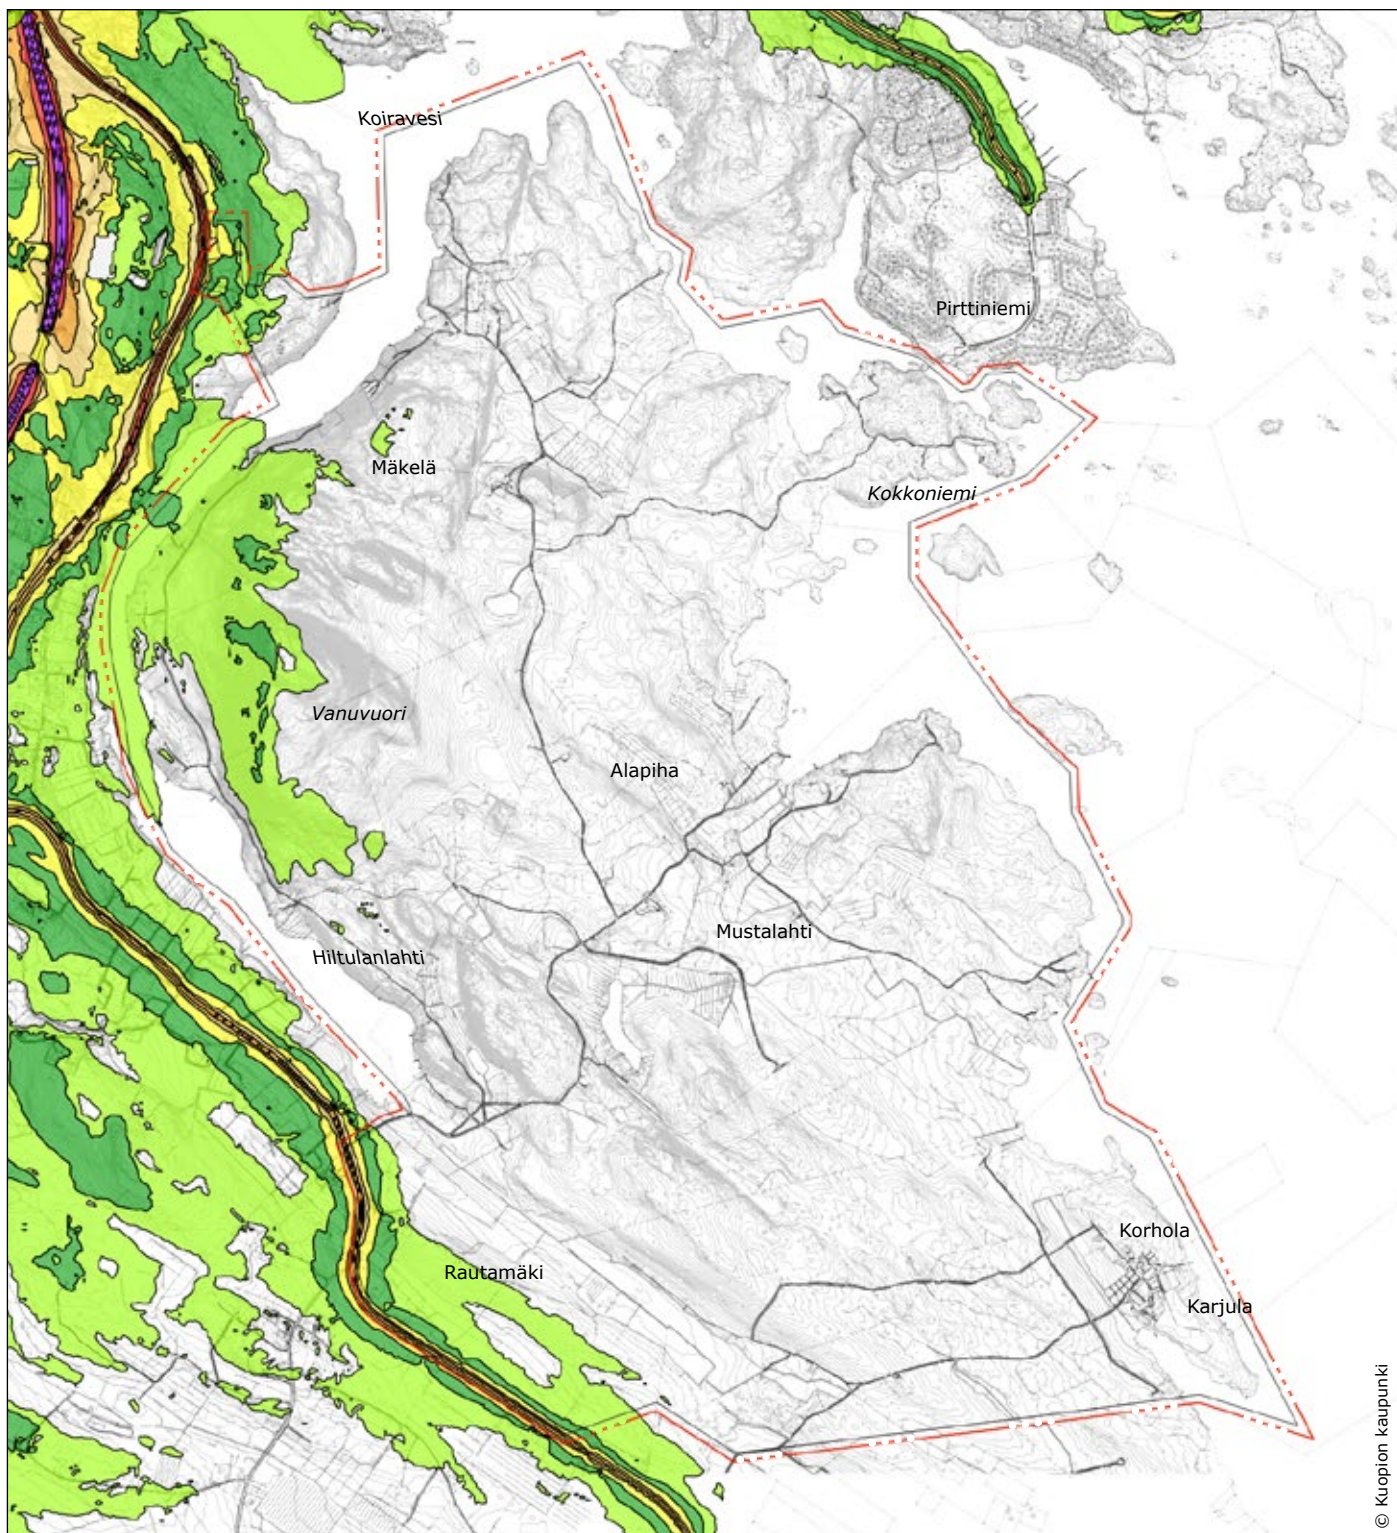 Koiravesi
Pirttiniemi
Mäkelä
Kokkoniemi
Vanuvuori
Alapiha
Mustalahti
Hiltulanlahti
Korhola
Rautamäki
Karjula
© Kuopion kaupunki